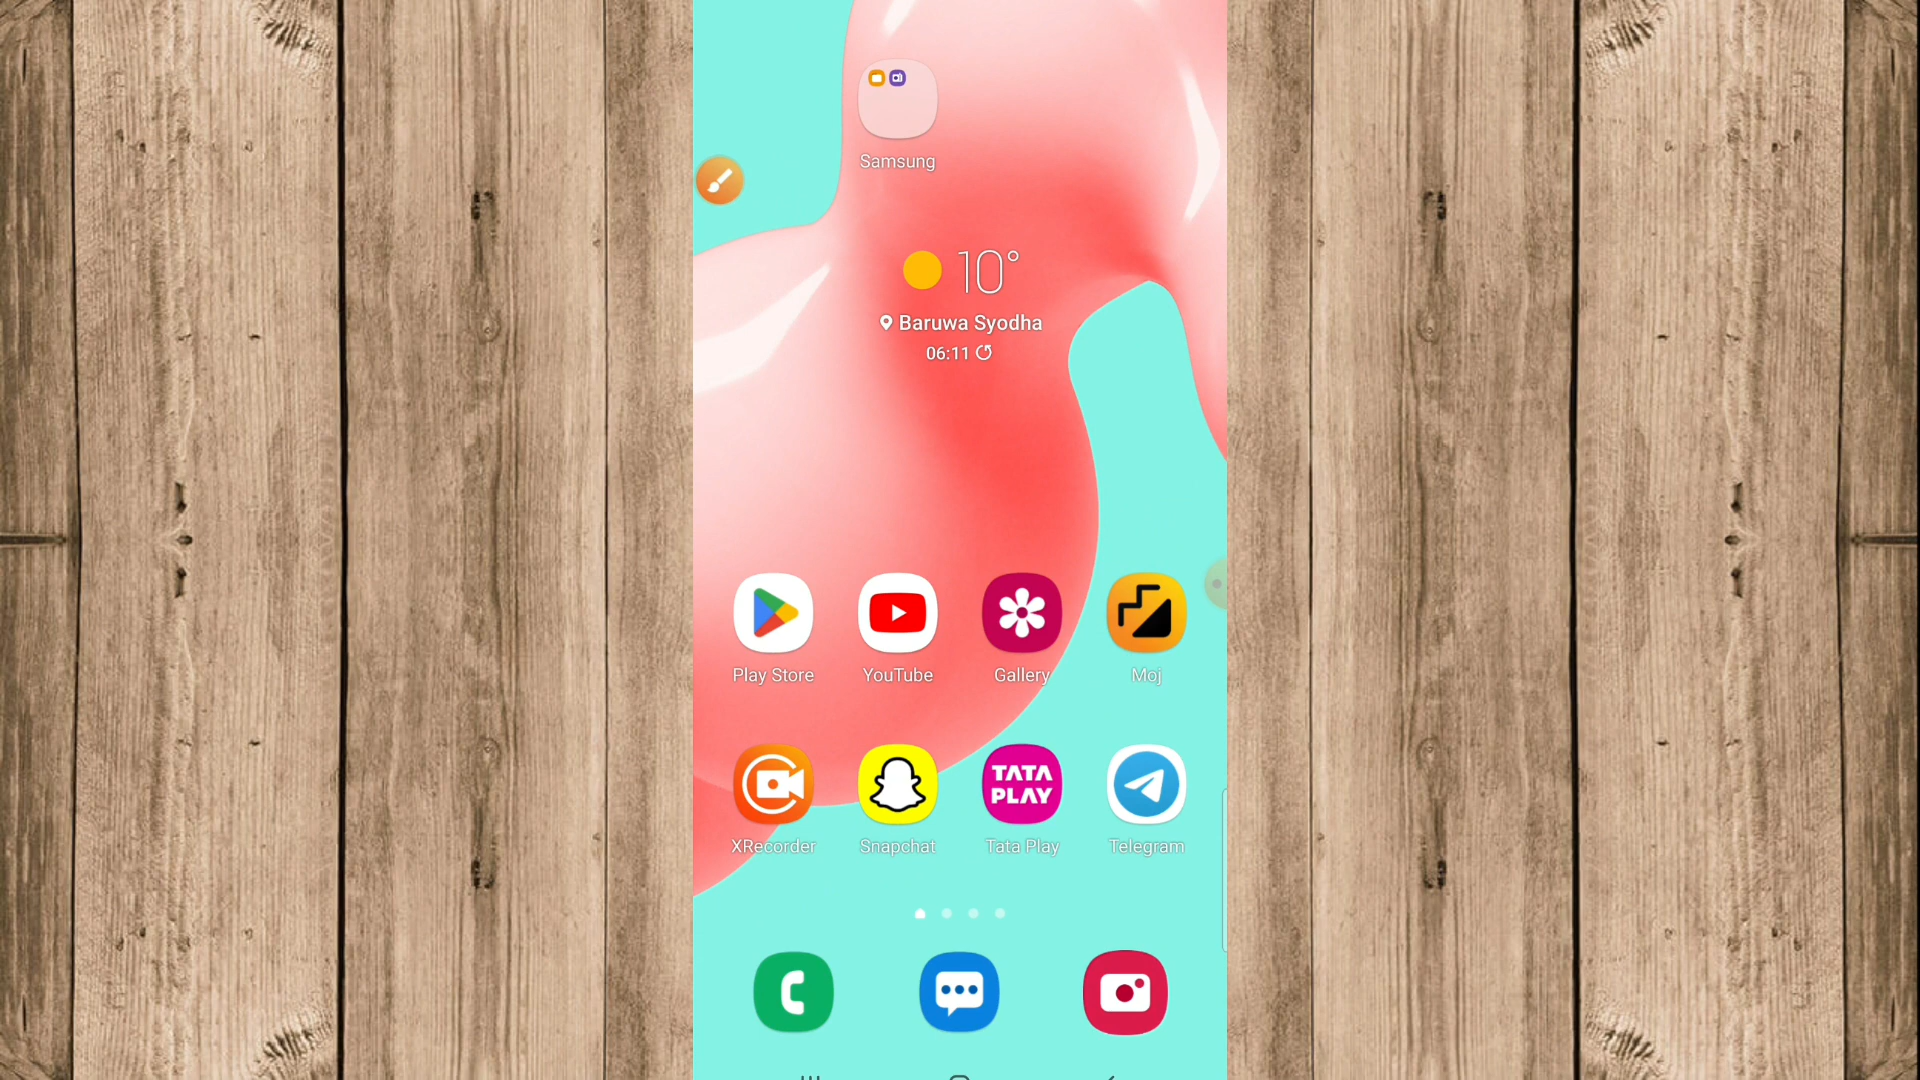 Samsung
10°
Baruwa Syodha
06:11
Play Store
YouTube
Gallery
Moj
TATA
PLAY
XRecorder
Snapchat
Tata Play
Telegram